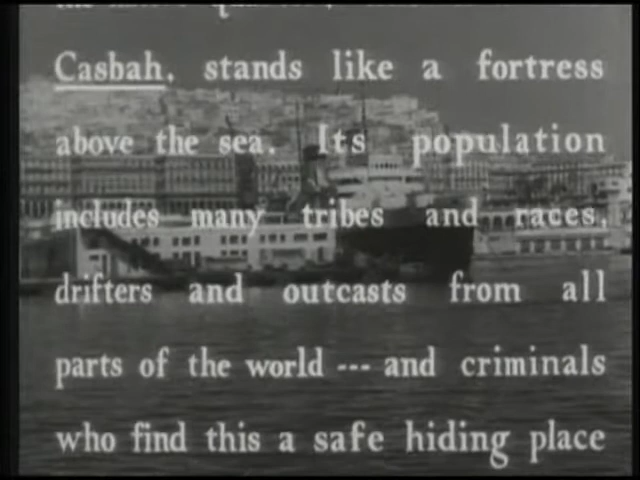 Casbah, stands like a fortress
above the sea. Its population
includes many tribes and races,
drifters and outcasts from all
parts of the world --- and criminals
who find this a safe hiding place